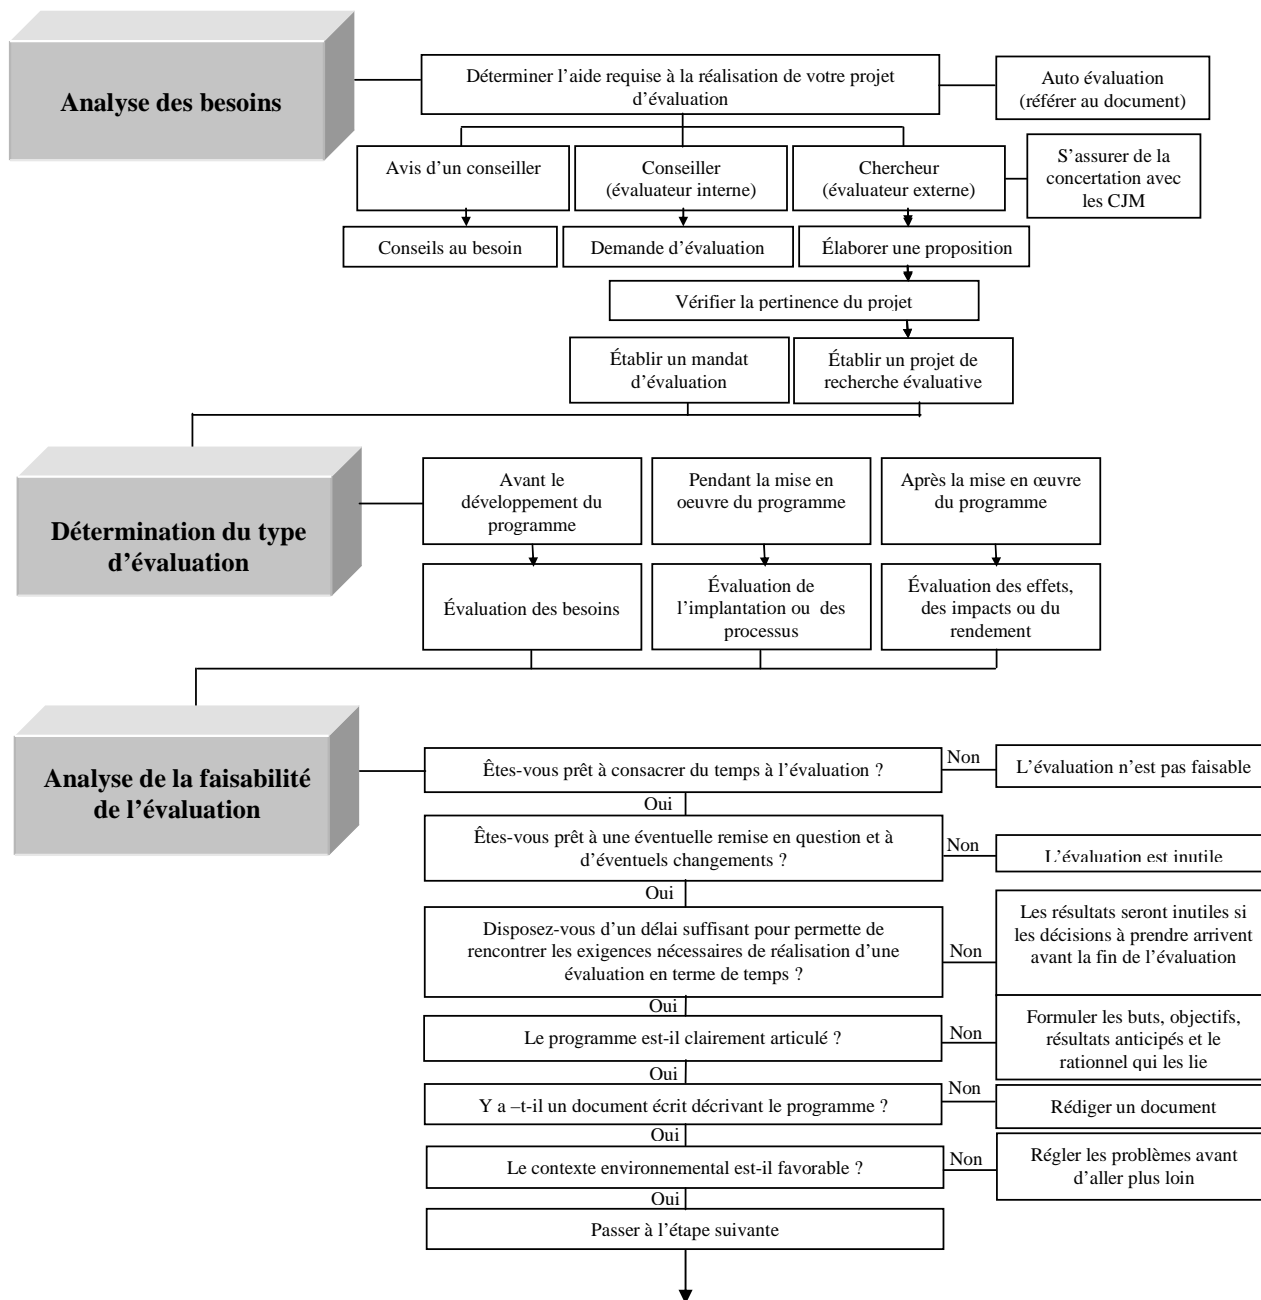 Analyse des besoins
Déterminer l'aide requise à la réalisation de votre projet
d'évaluation
Auto évaluation
(référer au document)
Avis d'un conseiller
Conseiller
(évaluateur interne)
Chercheur
(évaluateur externe)
S'assurer de la
concertation avec
les CJM
Conseils au besoin
Demande d'évaluation
Élaborer une proposition
Vérifier la pertinence du projet
Établir un mandat
d'évaluation
Établir un projet de
recherche évaluative
Détermination du type
d'évaluation
Avant le
développement du
programme
Pendant la mise en
oeuvre du programme
Après la mise en œuvre
du programme
Évaluation des besoins
Évaluation de
l'implantation ou des
processus
Évaluation des effets,
des impacts ou du
rendement
Analyse de la faisabilité
de l'évaluation
Êtes-vous prêt à consacrer du temps à l'évaluation ?
Non
L'évaluation n'est pas faisable
Oui
Êtes-vous prêt à une éventuelle remise en question et à
d'éventuels changements ?
Non
L'évaluation est inutile
Oui
Disposez-vous d'un délai suffisant pour permette de
rencontrer les exigences nécessaires de réalisation d'une
évaluation en terme de temps ?
Non
Les résultats seront inutiles si
les décisions à prendre arrivent
avant la fin de l'évaluation
Oui
Le programme est-il clairement articulé ?
Non
Formuler les buts, objectifs,
résultats anticipés et le
rationnel qui les lie
Oui
Y a –t-il un document écrit décrivant le programme ?
Non
Rédiger un document
Oui
Le contexte environnemental est-il favorable ?
Non
Régler les problèmes avant
d'aller plus loin
Oui
Passer à l'étape suivante